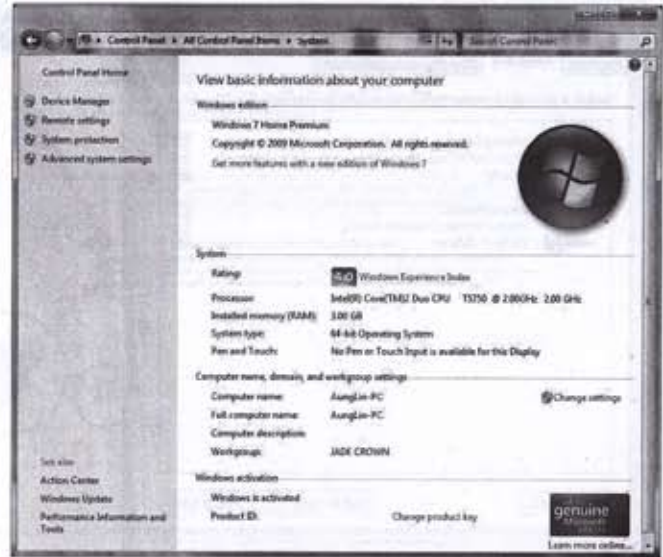 Control Panel ▸ All Control Panel Items ▸ System
Search Control Panel
Control Panel Home
Device Manager
Remote settings
System protection
Advanced system settings
View basic information about your computer
Windows edition
Windows 7 Home Premium
Copyright © 2009 Microsoft Corporation. All rights reserved.
Get more features with a new edition of Windows 7
System
Rating:
Windows Experience Index
Processor:
Intel(R) Core(TM)2 Duo CPU T5750 @ 2.00GHz 2.00 GHz
Installed memory (RAM):
3.00 GB
System type:
64-bit Operating System
Pen and Touch:
No Pen or Touch Input is available for this Display
Computer name, domain, and workgroup settings
Computer name:
AungLin-PC
Change settings
Full computer name:
AungLin-PC
Computer description:
Workgroup:
JADE CROWN
See also
Action Center
Windows Update
Performance Information and
Tools
Windows activation
Windows is activated
Product ID:
Change product key
genuine
Microsoft
Learn more online...